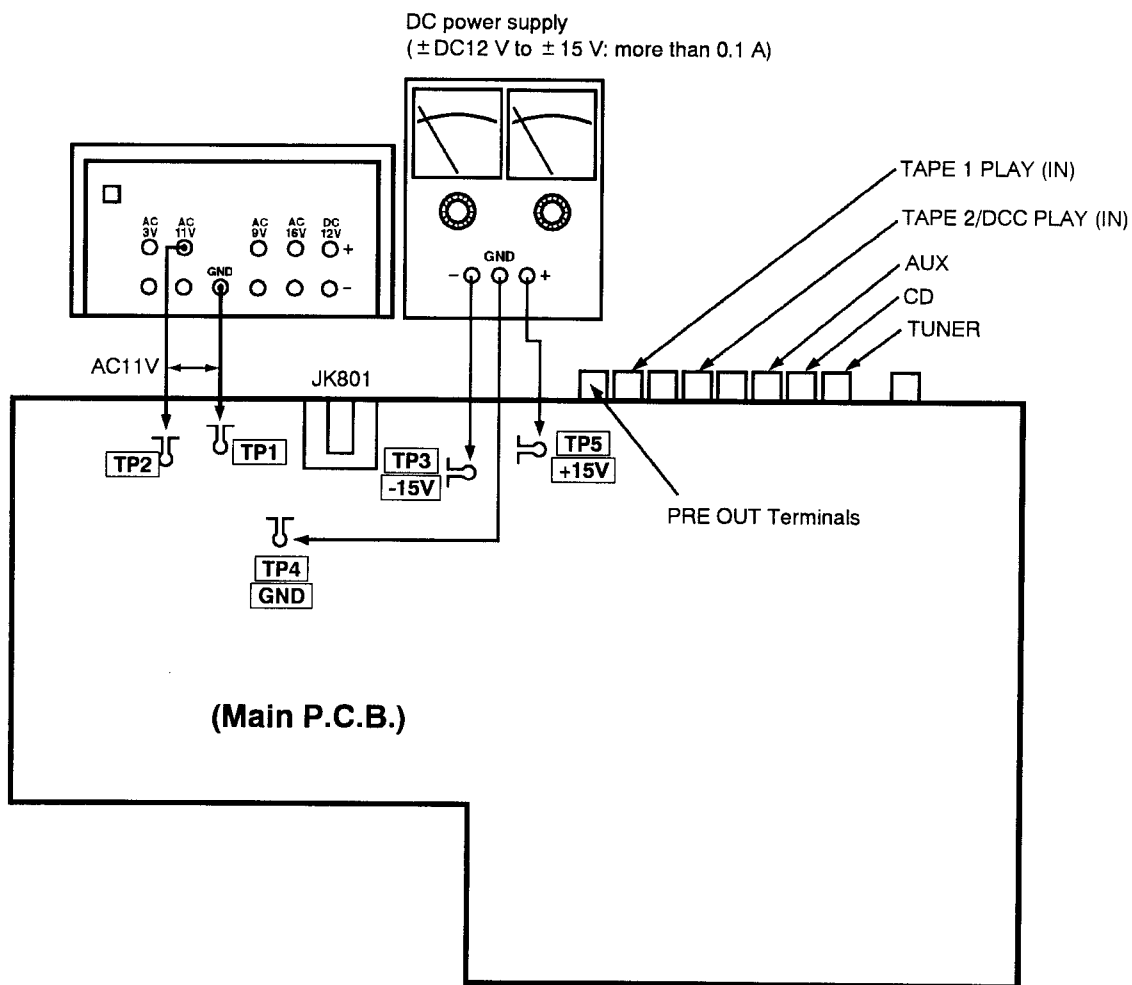 DC power supply
(±DC12 V to ±15 V: more than 0.1 A)
TAPE 1 PLAY (IN)
TAPE 2/DCC PLAY (IN)
AUX
CD
TUNER
AC 3V
AC 11V
AC 9V
AC 16V
DC 12V
+
GND
-
GND
-
+
AC11V
JK801
TP2
TP1
TP3
-15V
TP5
+15V
PRE OUT Terminals
TP4
GND
(Main P.C.B.)